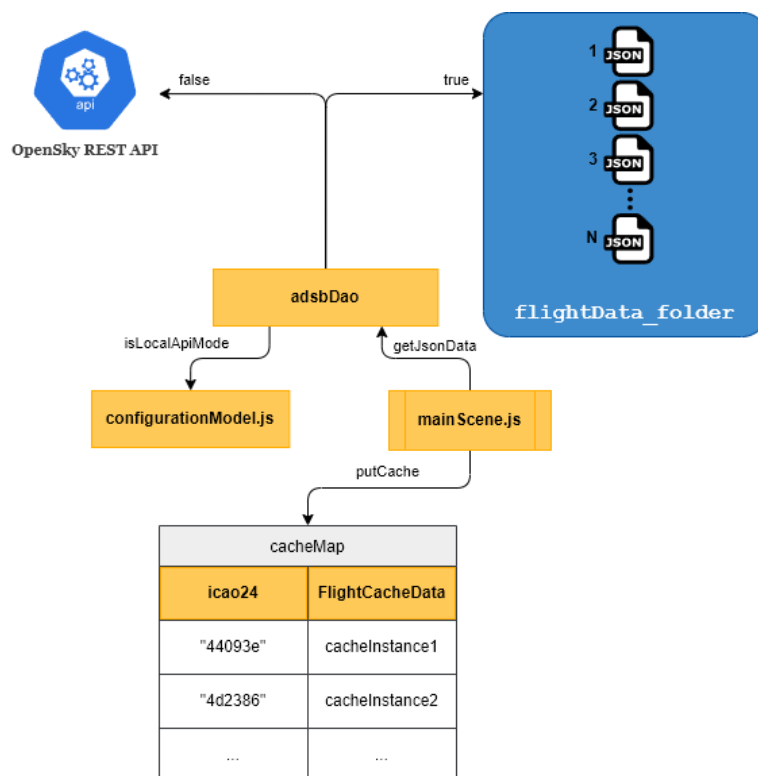 api
OpenSky REST API
false
true
1 JSON
2 JSON
3 JSON
N JSON
flightData_folder
adsbDao
isLocalApiMode
getJsonData
configurationModel.js
mainScene.js
putCache
cacheMap
icao24 FlightCacheData
"44093e" cacheInstance1
"4d2386" cacheInstance2
... ...